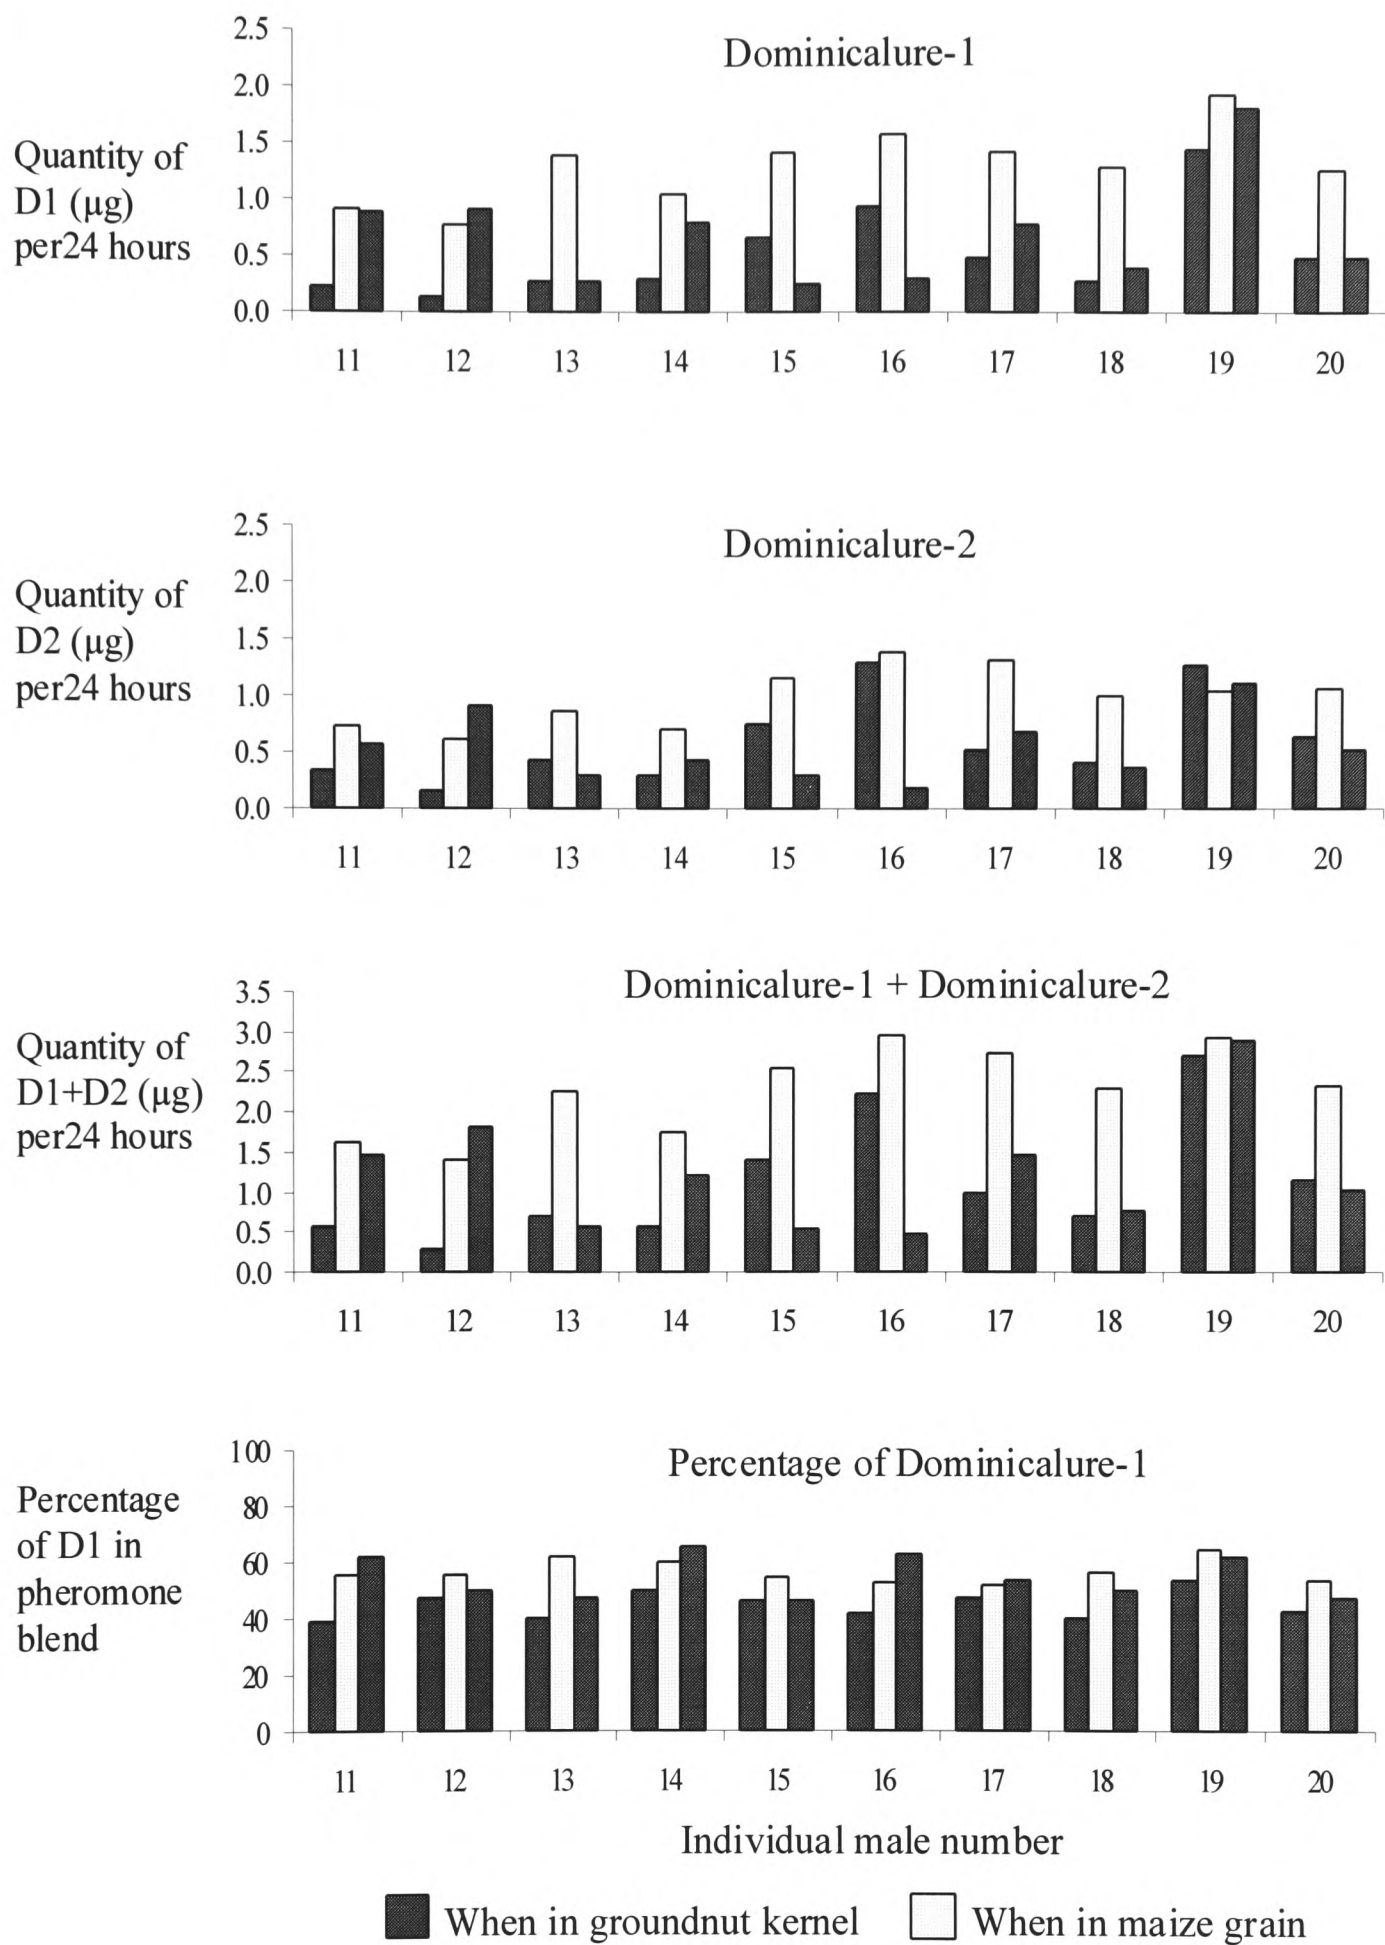 Dominicalure-1
Quantity of
D1 (µg)
per24 hours
2.5
2.0
1.5
1.0
0.5
0.0
11 12 13 14 15 16 17 18 19 20
Dominicalure-2
Quantity of
D2 (µg)
per24 hours
2.5
2.0
1.5
1.0
0.5
0.0
11 12 13 14 15 16 17 18 19 20
Dominicalure-1 + Dominicalure-2
Quantity of
D1+D2 (µg)
per24 hours
3.5
3.0
2.5
2.0
1.5
1.0
0.5
0.0
11 12 13 14 15 16 17 18 19 20
Percentage of Dominicalure-1
Percentage
of D1 in
pheromone
blend
100
80
60
40
20
0
11 12 13 14 15 16 17 18 19 20
Individual male number
When in groundnut kernel When in maize grain